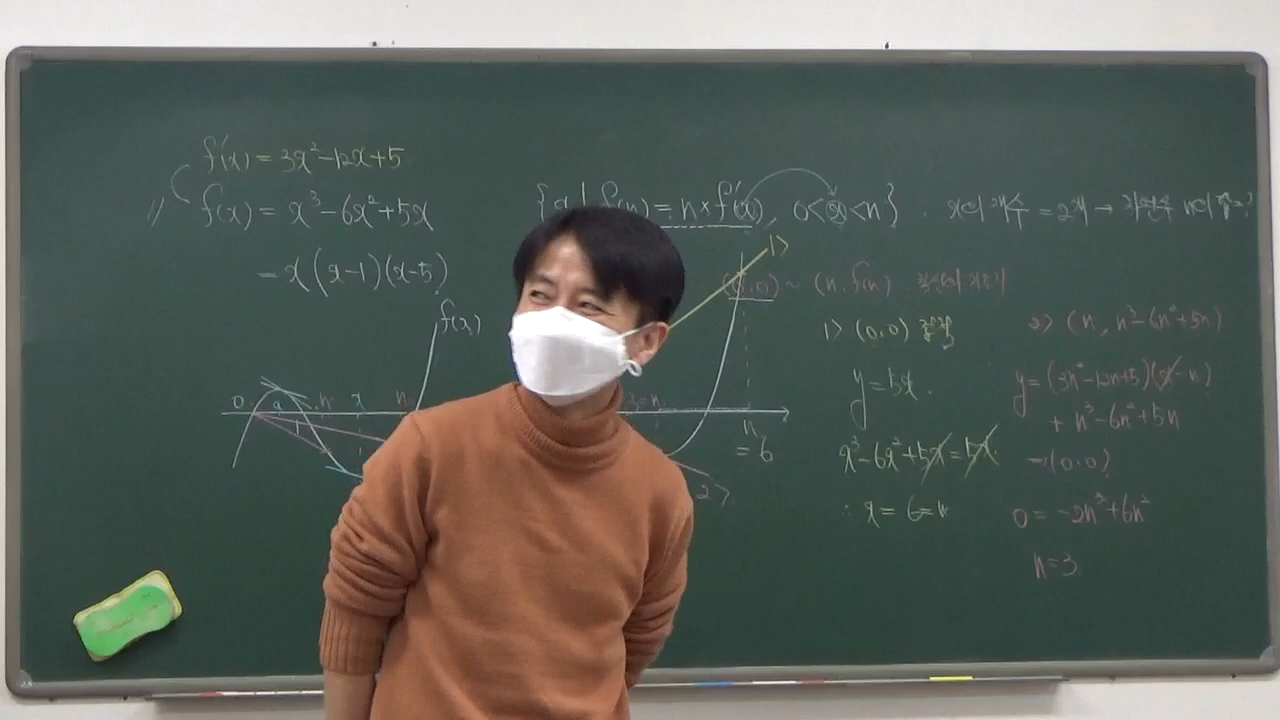 f'(x) = 3x²-12x+5
f(x) = x³-6x²+5x
= x(x-1)(x-5)
= n×f'(x), 0<x<n}
(0,0) ~ (n, f(n))
1>
f(x)
0
a
n
x
n
3=n
n
= 6
2>
1> (0,0)
y=5x.
x³-6x²+5x=5x.
∴ x = 6=n
2> (n, n³-6n²+5n)
y=(3n²-12n+5)(x-n)
+ n³-6n²+5n
→(0,0)
0 = -2n³+6n²
n=3